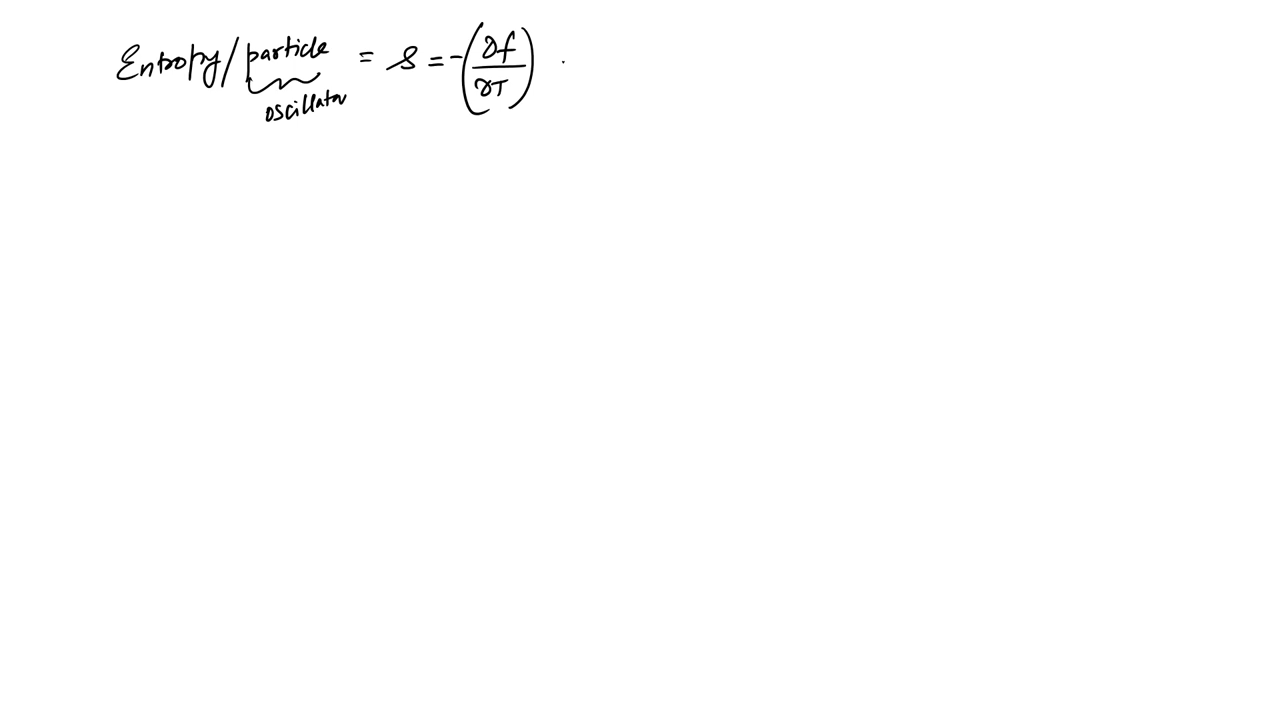 Entropy/particle = s = -(∂f/∂T)
oscillator